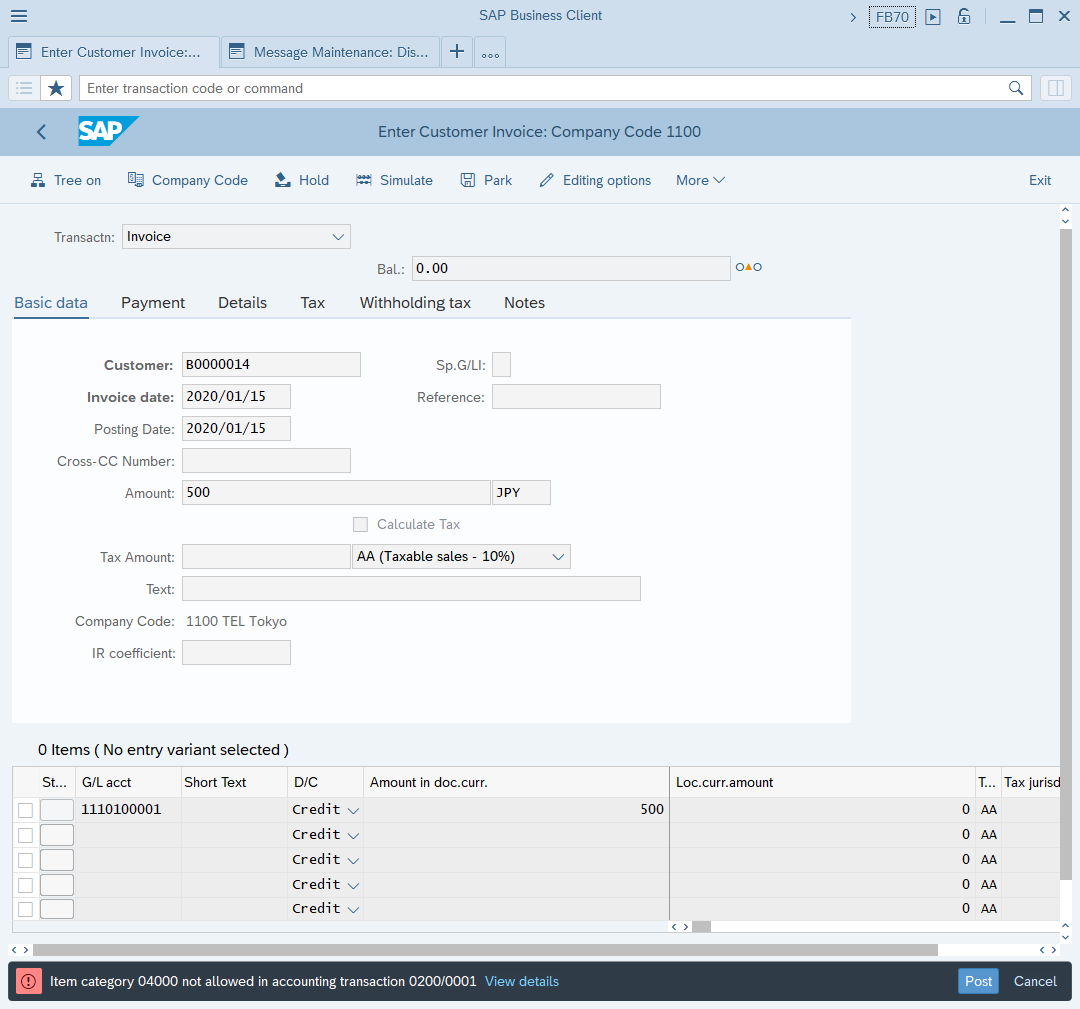 SAP Business Client
FB70
Enter Customer Invoice:...
Message Maintenance: Dis...
Enter transaction code or command
SAP
Enter Customer Invoice: Company Code 1100
Tree on
Company Code
Hold
Simulate
Park
Editing options
More
Exit
Transactn: Invoice
Bal.: 0.00
Basic data
Payment
Details
Tax
Withholding tax
Notes
Customer: B0000014
Sp.G/LI:
Invoice date: 2020/01/15
Reference:
Posting Date: 2020/01/15
Cross-CC Number:
Amount: 500 JPY
Calculate Tax
Tax Amount: AA (Taxable sales - 10%)
Text:
Company Code: 1100 TEL Tokyo
IR coefficient:
0 Items ( No entry variant selected )
St... G/L acct Short Text D/C Amount in doc.curr. Loc.curr.amount T... Tax jurisd
1110100001 Credit 500 0 AA
Credit 0 AA
Credit 0 AA
Credit 0 AA
Credit 0 AA
Item category 04000 not allowed in accounting transaction 0200/0001 View details
Post
Cancel